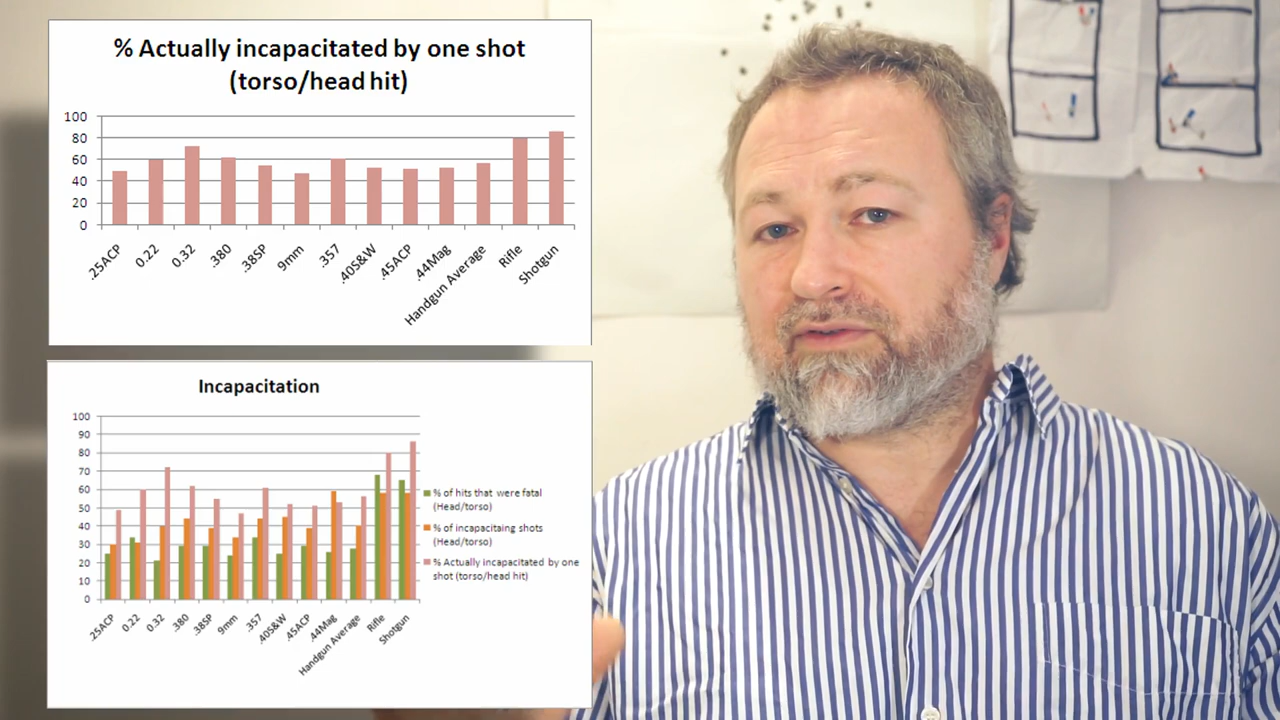 % Actually incapacitated by one shot
(torso/head hit)
100
80
60
40
20
0
.25ACP
0.22
0.32
.380
.38SP
9mm
.357
.40S&W
.45ACP
.44Mag
Handgun Average
Rifle
Shotgun
Incapacitation
100
90
80
70
60
50
40
30
20
10
0
.25ACP
0.22
0.32
.380
.38SP
9mm
.357
.40S&W
.45ACP
.44Mag
Handgun Average
Rifle
Shotgun
% of hits that were fatal
(Head/torso)
% of incapacitaing shots
(Head/torso)
% Actually incapacitated by one
shot (torso/head hit)